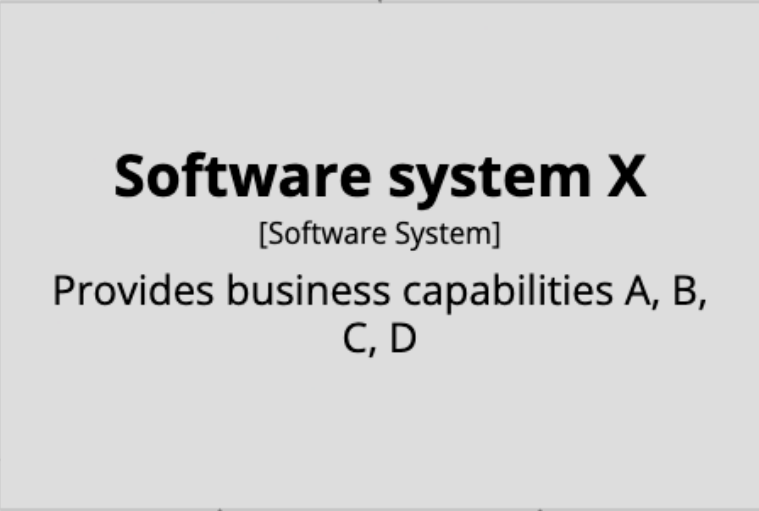 Software system X
[Software System]
Provides business capabilities A, B,
C, D